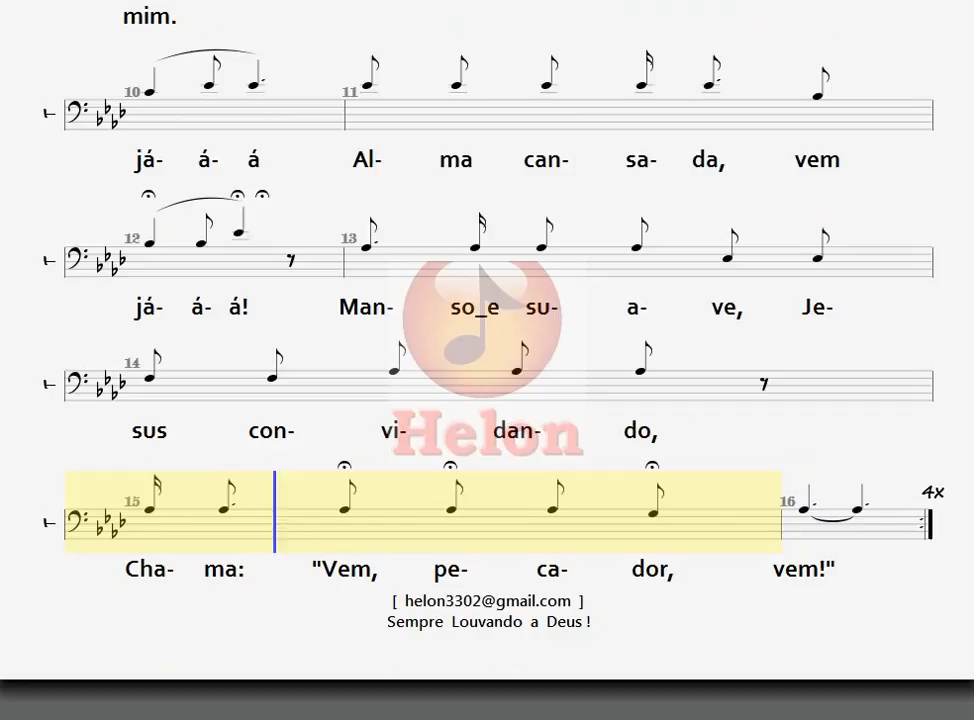 mim.
10 11
já- á- á Al- ma can- sa- da, vem
12 13
já- á- á! Man- so_e su- a- ve, Je-
14
sus con- vi- dan- do,
Helon
15 16 4x
Cha- ma: "Vem, pe- ca- dor, vem!"
[ helon3302@gmail.com ]
Sempre Louvando a Deus!